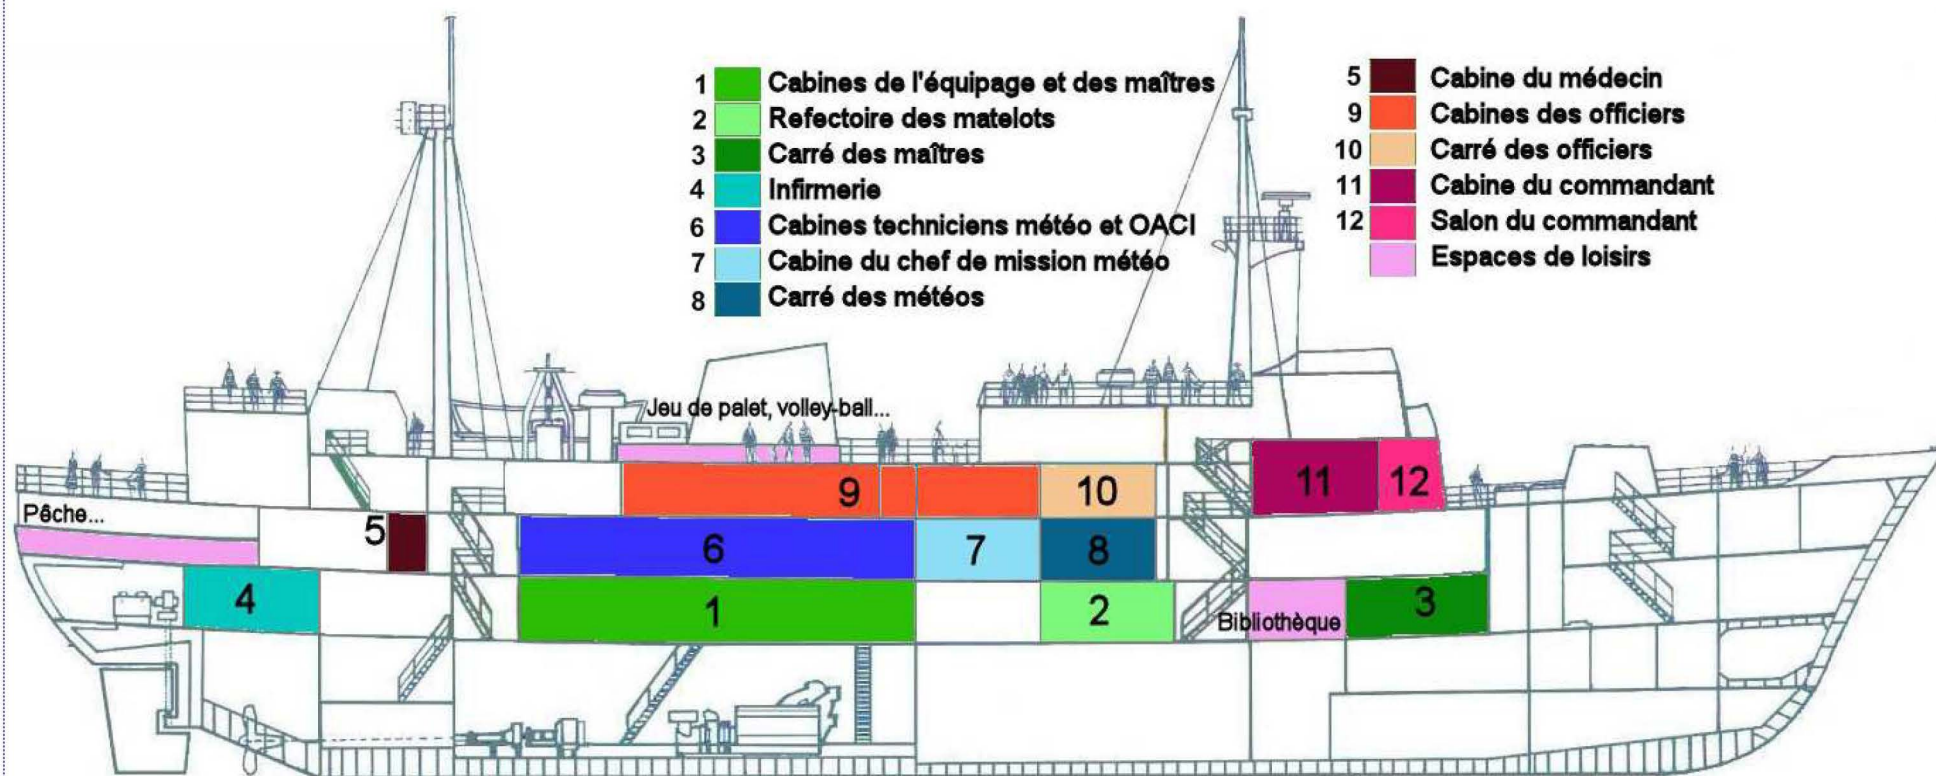 1 Cabines de l'équipage et des maîtres
2 Refectoire des matelots
3 Carré des maîtres
4 Infirmerie
6 Cabines techniciens météo et OACI
7 Cabine du chef de mission météo
8 Carré des météos
5 Cabine du médecin
9 Cabines des officiers
10 Carré des officiers
11 Cabine du commandant
12 Salon du commandant
Espaces de loisirs
Jeu de palet, volley-ball...
9
10
11
12
Pêche...
5
6
7
8
4
1
2
Bibliothèque
3